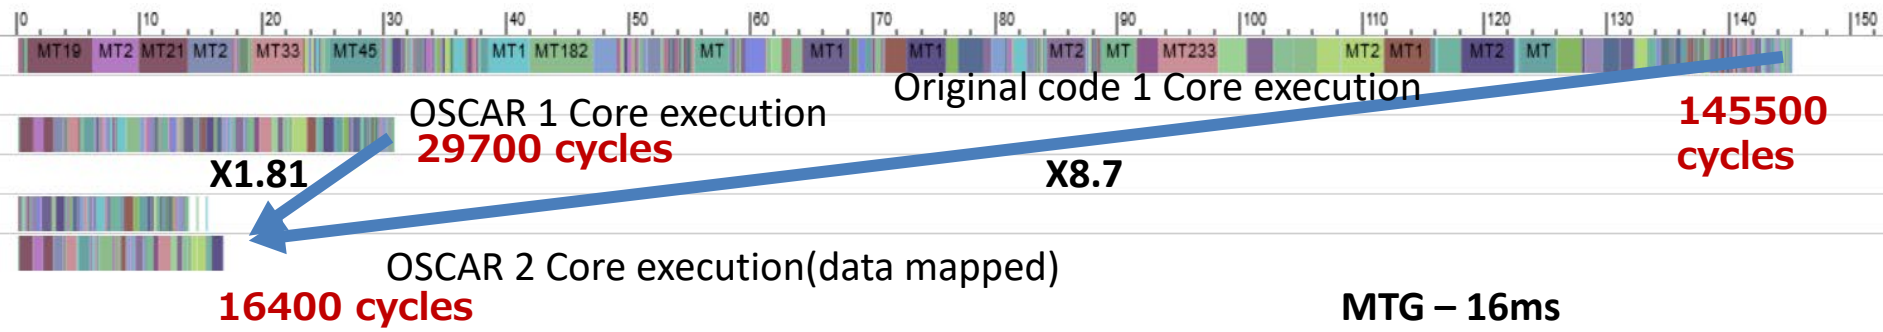 0 10 20 30 40 50 60 70 80 90 100 110 120 130 140 150
MT19 MT2 MT21 MT2 MT33 MT45 MT1 MT182 MT MT1 MT1 MT2 MT MT233 MT2 MT1 MT2 MT
Original code 1 Core execution
OSCAR 1 Core execution
145500
cycles
29700 cycles
X1.81
X8.7
OSCAR 2 Core execution(data mapped)
16400 cycles
MTG – 16ms